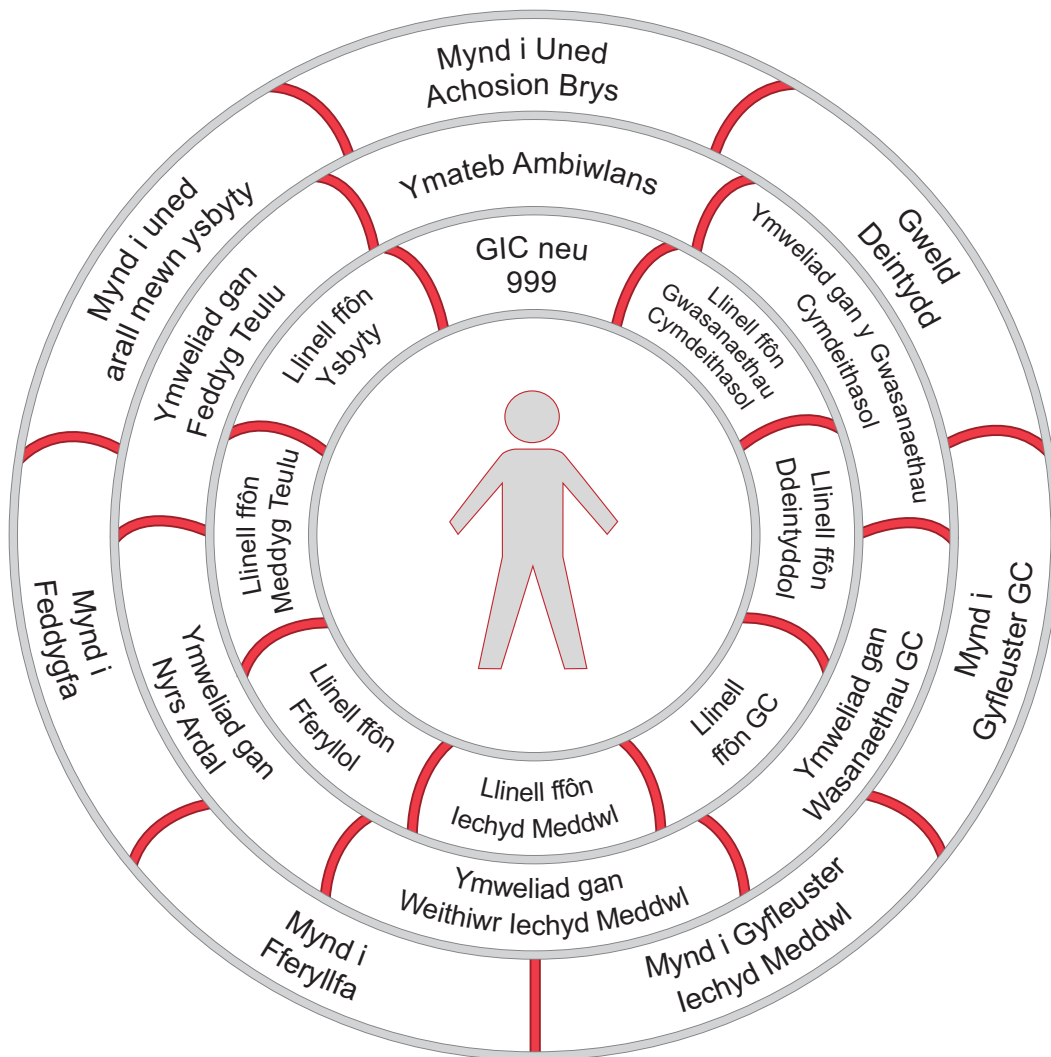 Mynd i Uned
Achosion Brys
Gweld
Deintydd
Mynd i
Gyfleuster GC
Mynd i Gyfleuster
Iechyd Meddwl
Mynd i
Fferyllfa
Mynd i
Feddygfa
Mynd i uned
arall mewn ysbyty
Ymateb Ambiwlans
Ymweliad gan y Gwasanaethau
Cymdeithasol
Ymweliad gan
Wasanaethau GC
Ymweliad gan
Weithiwr Iechyd Meddwl
Ymweliad gan
Nyrs Ardal
Ymweliad gan
Feddyg Teulu
GIC neu
999
Llinell ffôn
Gwasanaethau
Cymdeithasol
Llinell ffôn
Ddeintyddol
Llinell
ffôn GC
Llinell ffôn
Iechyd Meddwl
Llinell ffôn
Fferyllol
Llinell ffôn
Meddyg Teulu
Llinell ffôn
Ysbyty